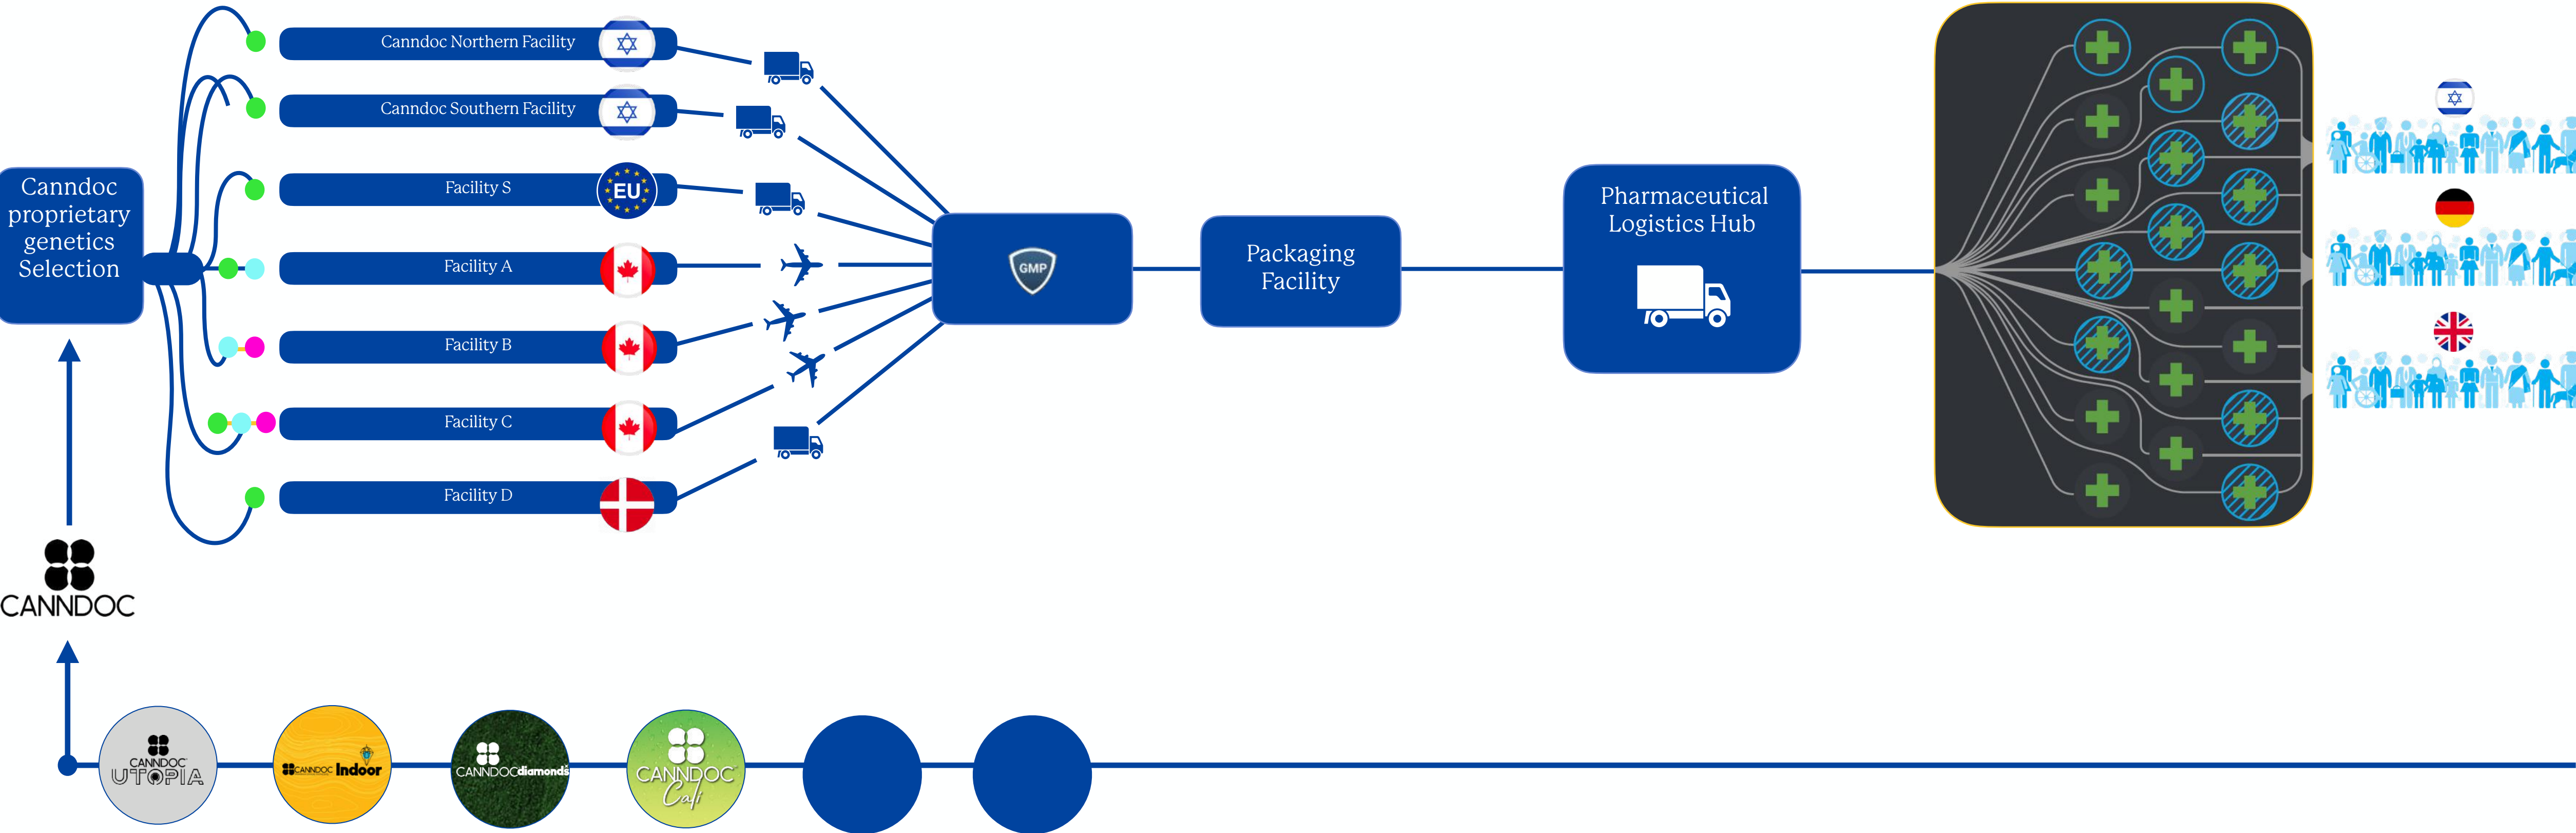 Canndoc Northern Facility
Canndoc Southern Facility
Canndoc
proprietary
genetics
Selection
Facility S
EU
Facility A
Facility B
Facility C
Facility D
GMP
Packaging
Facility
Pharmaceutical
Logistics Hub
CANNDOC
CANNDOC
UTOPIA
CANNDOC Indoor
CANNDOCdiamonds
CANNDOC
Cali